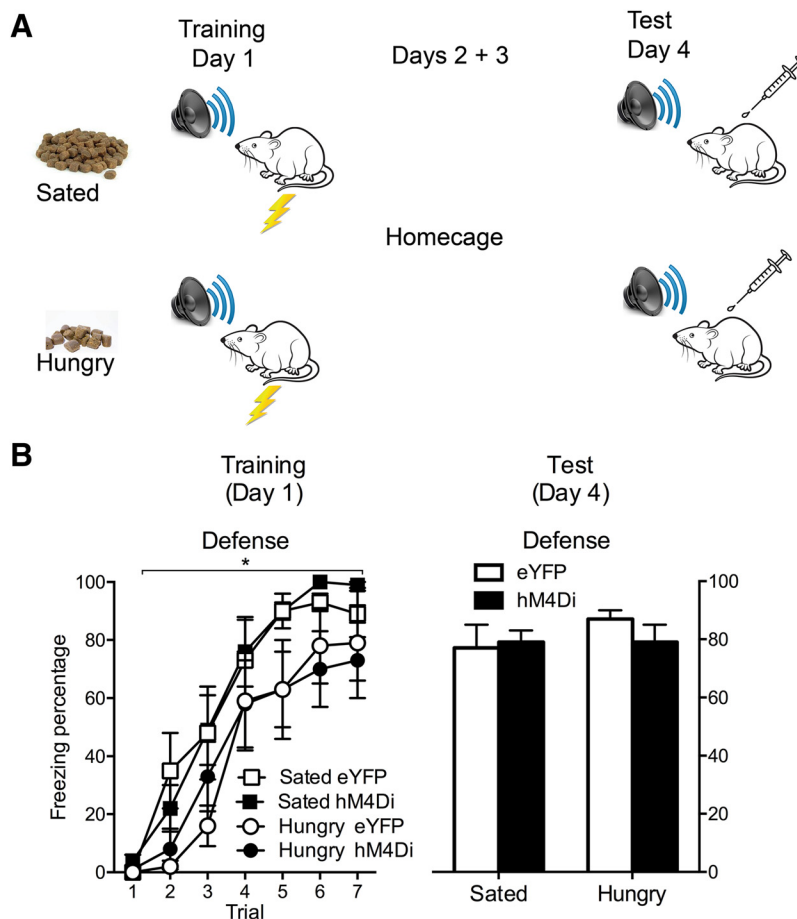 A
Training
Day 1
Days 2 + 3
Test
Day 4
Sated
Homecage
Hungry
B
Training
(Day 1)
Test
(Day 4)
Defense
*
Defense
eYFP
hM4Di
Freezing percentage
100
80
60
40
20
0
Sated eYFP
Sated hM4Di
Hungry eYFP
Hungry hM4Di
1 2 3 4 5 6 7
Trial
100
80
60
40
20
0
Sated Hungry